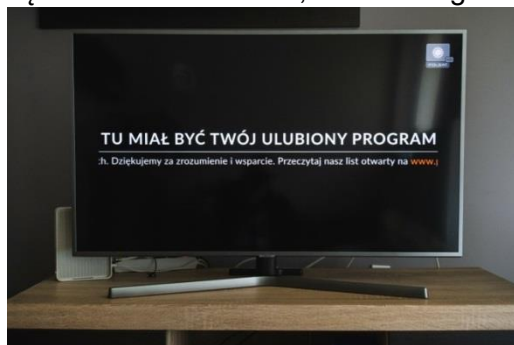 TU MIAŁ BYĆ TWÓJ ULUBIONY PROGRAM
:h. Dziękujemy za zrozumienie i wsparcie. Przeczytaj nasz list otwarty na www.